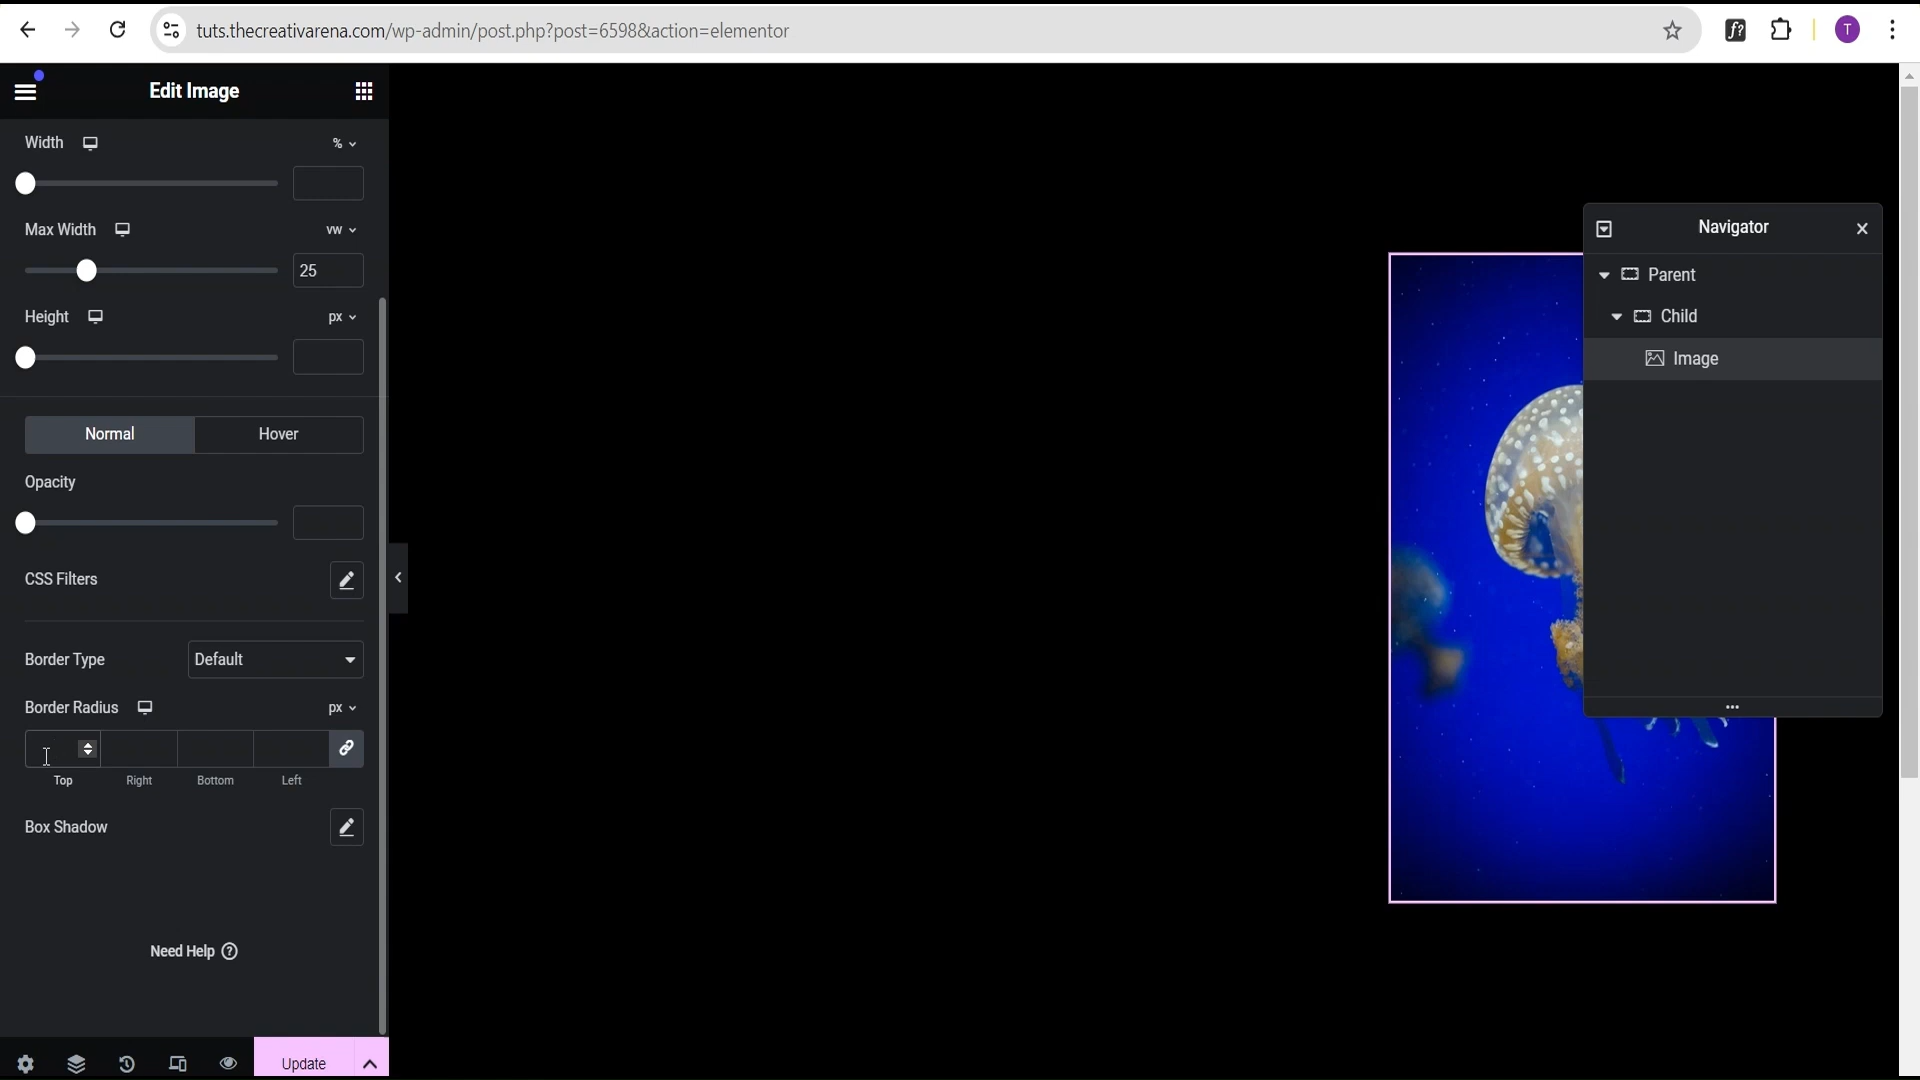 tuts.thecreativarena.com/wp-admin/post.php?post=6598&action=elementor
f?
T
Edit Image
Width %
Max Width vw
25
Height px
Normal Hover
Opacity
CSS Filters
Border Type Default
Border Radius px
Top Right Bottom Left
Box Shadow
Need Help ?
Update
Navigator
Parent
Child
Image